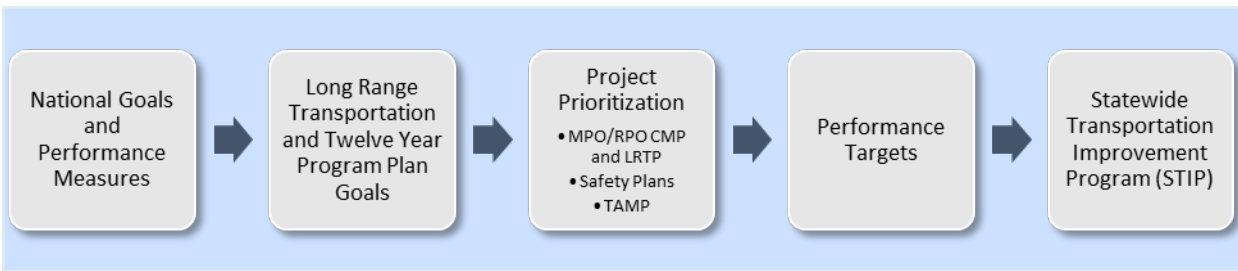 National Goals
and
Performance
Measures
Long Range
Transportation
and Twelve Year
Program Plan
Goals
Project
Prioritization
•MPO/RPO CMP
and LRTP
•Safety Plans
•TAMP
Performance
Targets
Statewide
Transportation
Improvement
Program (STIP)